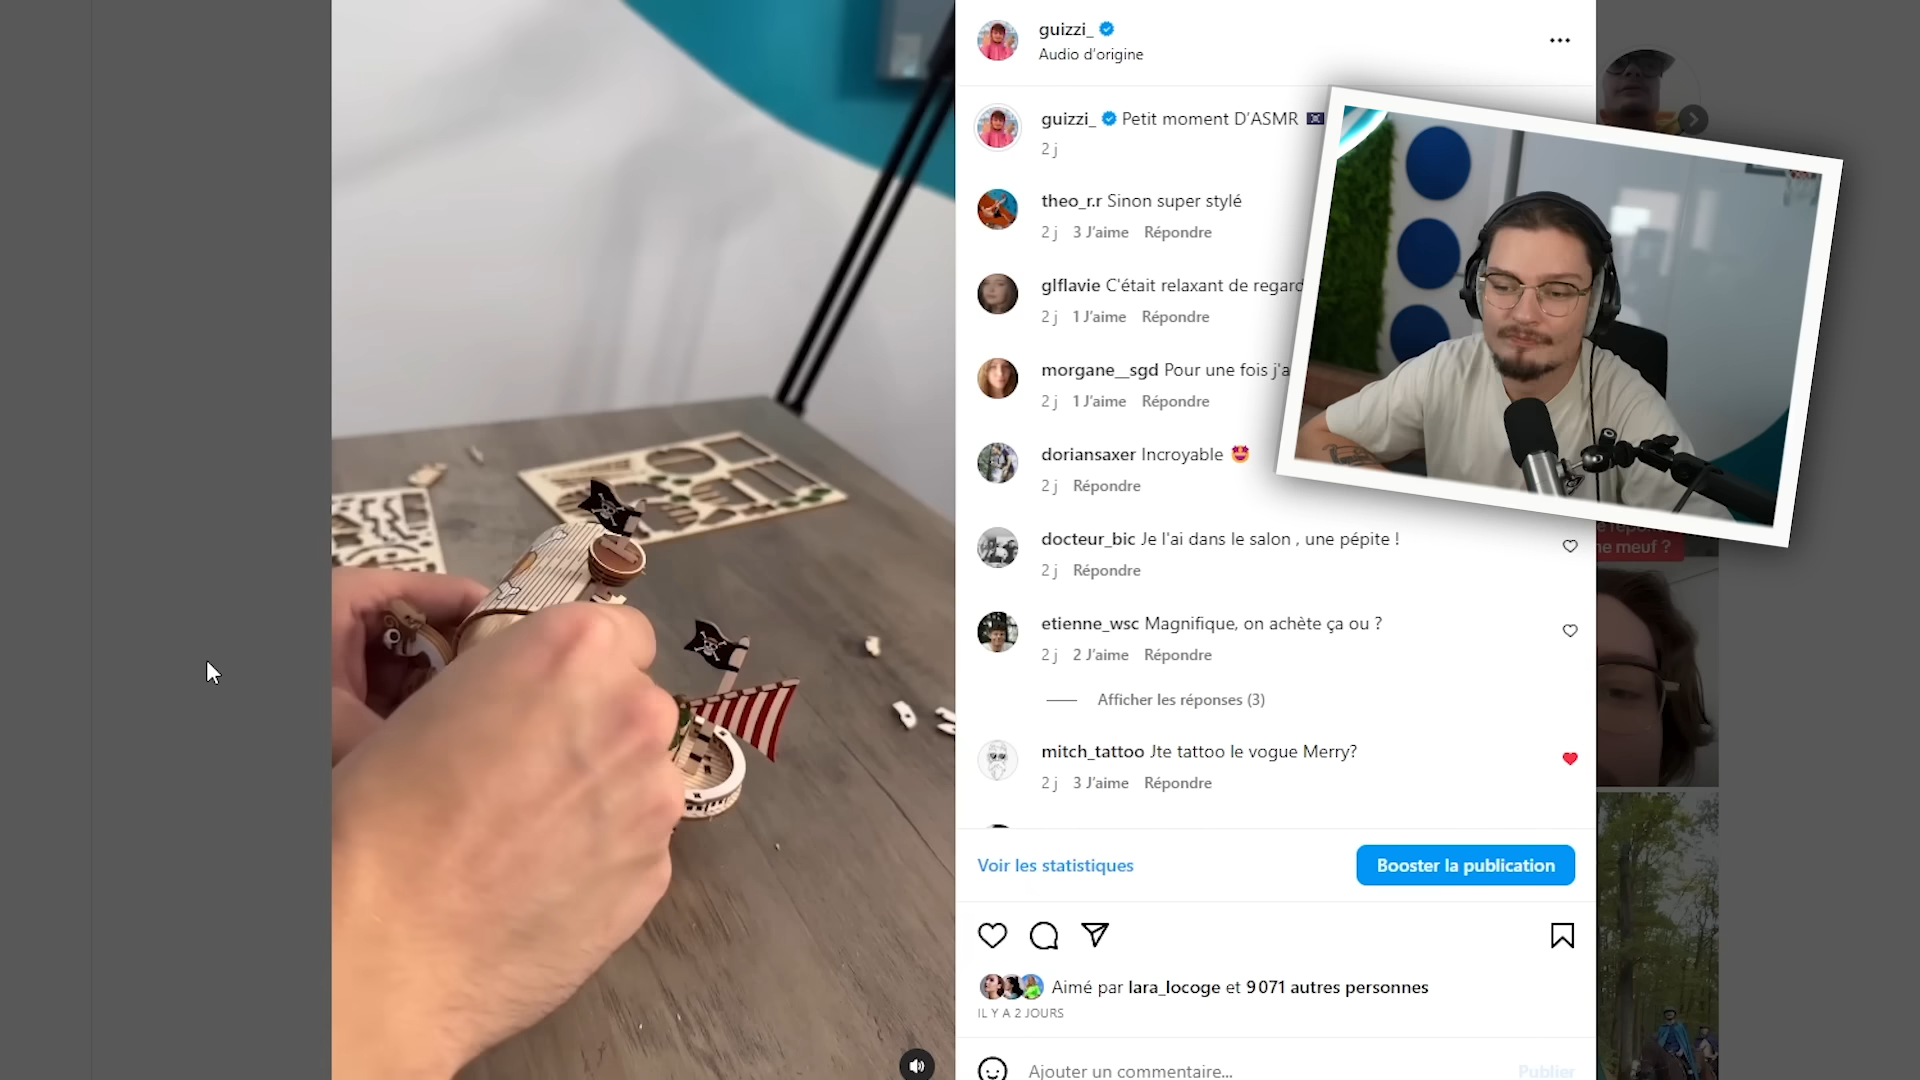 guizzi_
Audio d'origine
guizzi_ Petit moment D'ASMR
2 j
theo_r.r Sinon super stylé
2 j 3 J'aime Répondre
glflavie C'était relaxant de
2 j 1 J'aime Répondre
morgane__sgd Pour une fois
2 j 1 J'aime Répondre
doriansaxer Incroyable
2 j Répondre
docteur_bic Je l'ai dans le salon , une pépite !
2 j Répondre
etienne_wsc Magnifique, on achète ça ou ?
2 j 2 J'aime Répondre
Afficher les réponses (3)
mitch_tattoo Jte tattoo le vogue Merry?
2 j 3 J'aime Répondre
Voir les statistiques
Booster la publication
Aimé par lara_locoge et 9 071 autres personnes
IL Y A 2 JOURS
Ajouter un commentaire...
Publier
meuf ?